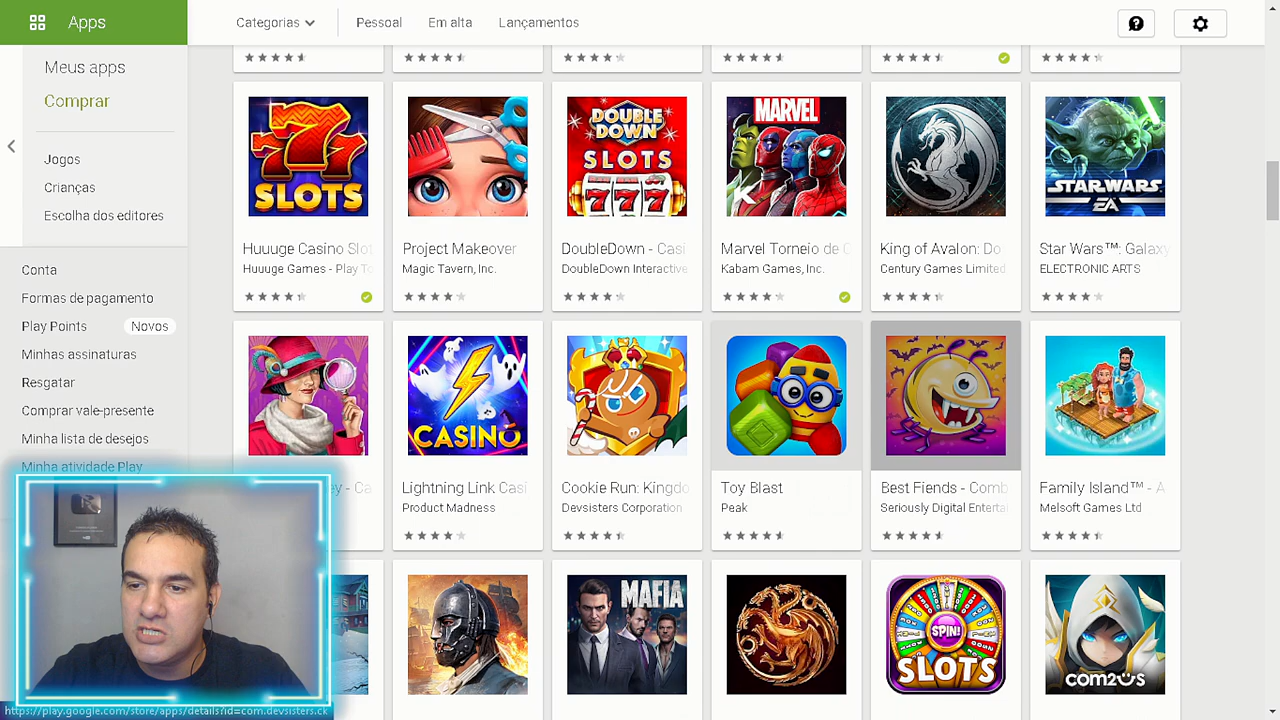 Apps
Categorias
Pessoal
Em alta
Lançamentos
Meus apps
Comprar
Jogos
Crianças
Escolha dos editores
Conta
Formas de pagamento
Play Points
Novos
Minhas assinaturas
Resgatar
Comprar vale-presente
Minha lista de desejos
Minha atividade Play
777
SLOTS
DOUBLE
DOWN
SLOTS
777
MARVEL
STAR WARS
EA
Huuuge Casino Slot
Huuuge Games - Play To
Project Makeover
Magic Tavern, Inc.
DoubleDown - Casi
DoubleDown Interactive
Marvel Torneio de C
Kabam Games, Inc.
King of Avalon: Do
Century Games Limited
Star Wars™: Galaxy
ELECTRONIC ARTS
CASINO
y - Ca
Lightning Link Casi
Product Madness
Cookie Run: Kingdo
Devsisters Corporation
Toy Blast
Peak
Best Fiends - Comb
Seriously Digital Enterta
Family Island™ - A
Melsoft Games Ltd
MAFIA
SPIN!
SLOTS
com2uS
https://play.google.com/store/apps/details?id=com.devsisters.ck